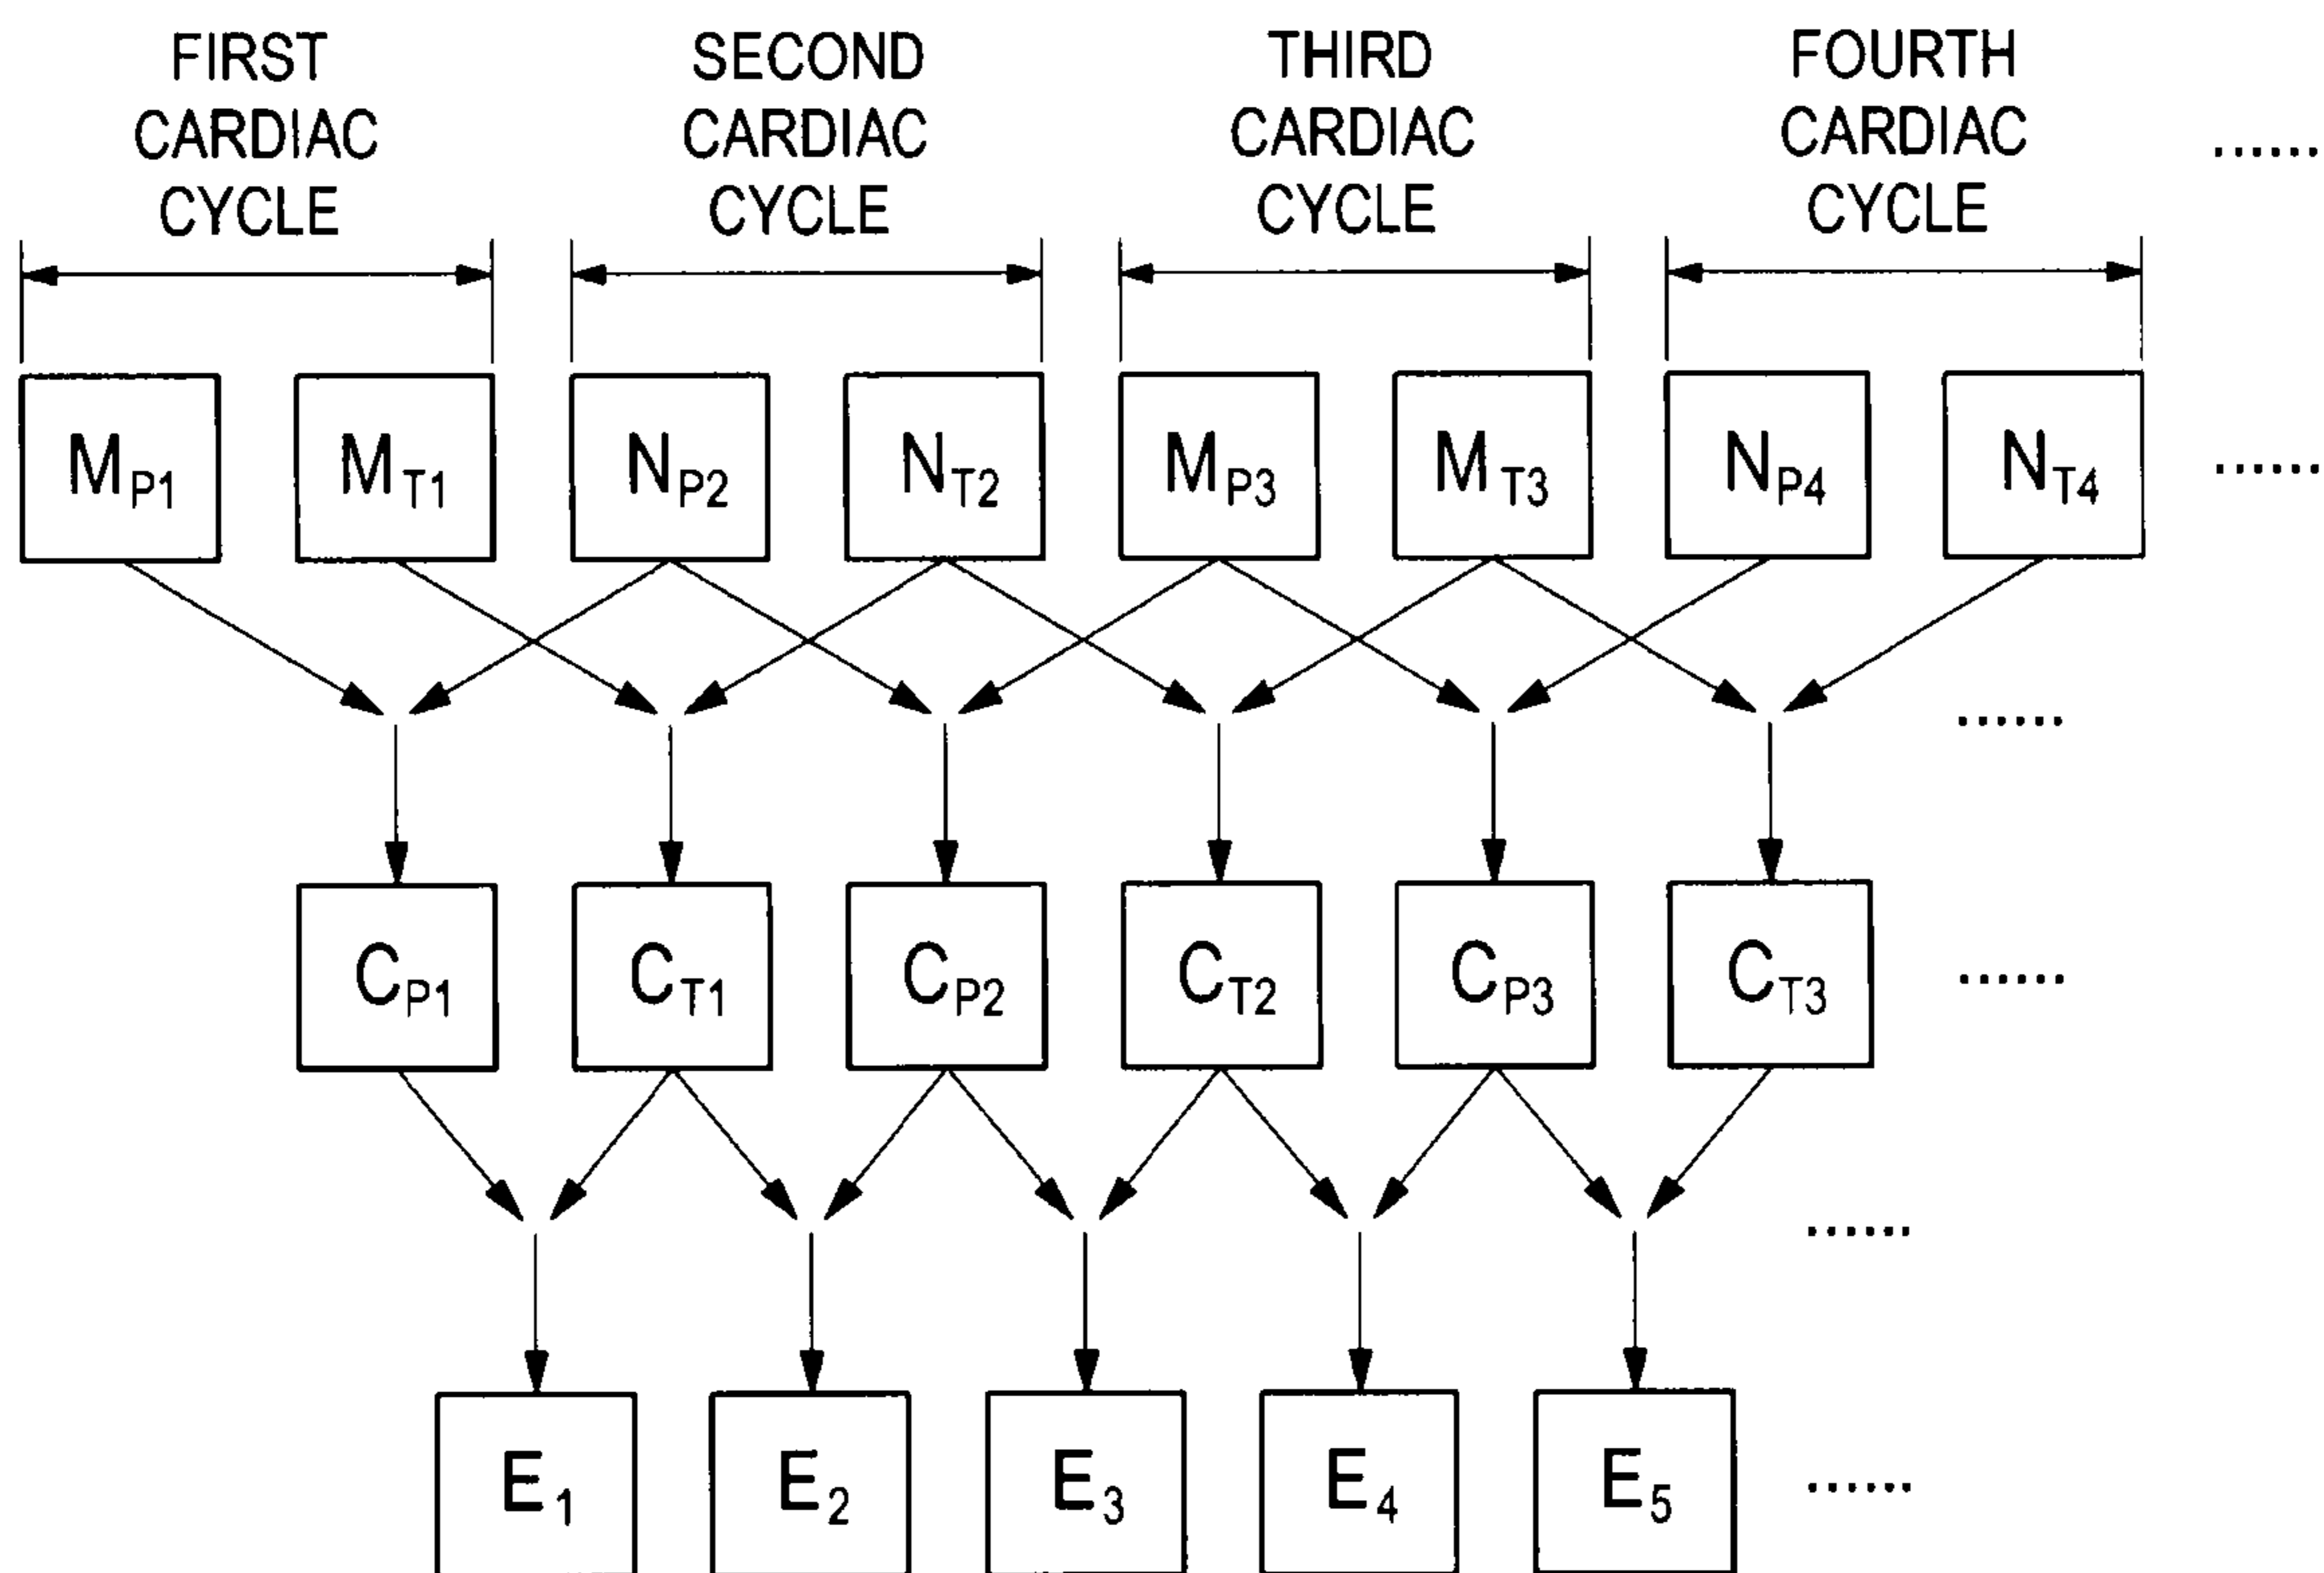 FIRST
CARDIAC
CYCLE
SECOND
CARDIAC
CYCLE
THIRD
CARDIAC
CYCLE
FOURTH
CARDIAC
CYCLE
......
MP1 MT1 NP2 NT2 MP3 MT3 NP4 NT4 ......
......
CP1 CT1 CP2 CT2 CP3 CT3 ......
......
E1 E2 E3 E4 E5 ......